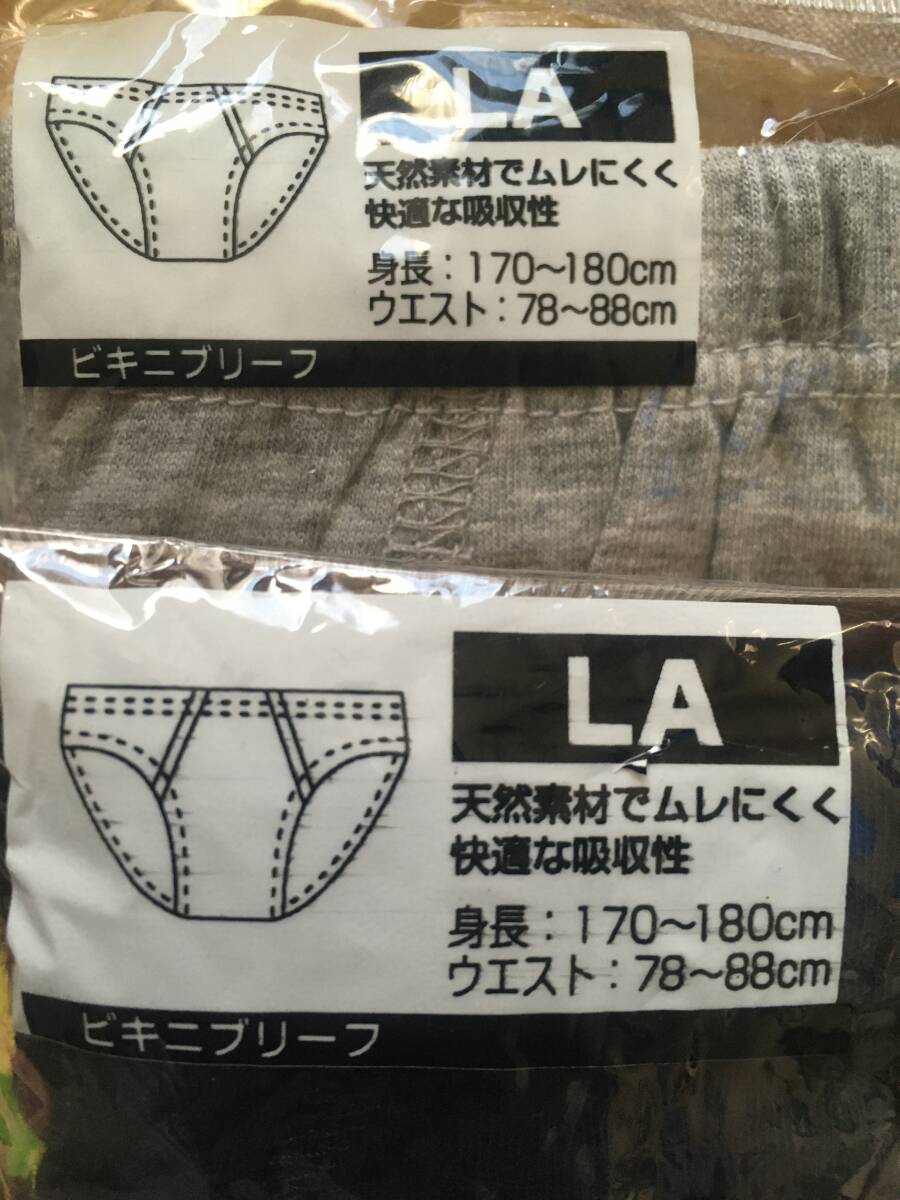 LA
天然素材でムレにくく
快適な吸収性
身長：170～180cm
ウエスト：78～88cm
ビキニブリーフ
LA
天然素材でムレにくく
快適な吸収性
身長：170～180cm
ウエスト：78～88cm
ビキニブリーフ